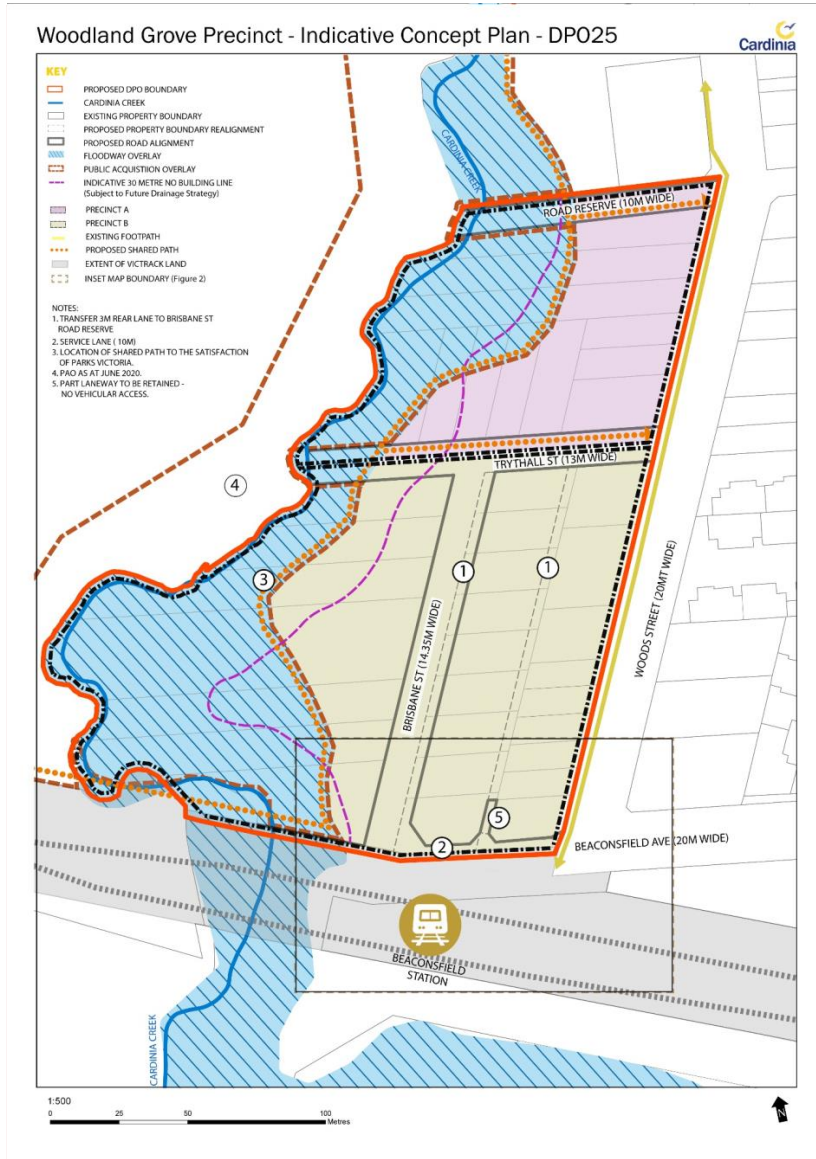 Woodland Grove Precinct - Indicative Concept Plan - DPO25
Cardinia
KEY
PROPOSED DPO BOUNDARY
CARDINIA CREEK
EXISTING PROPERTY BOUNDARY
PROPOSED PROPERTY BOUNDARY REALIGNMENT
PROPOSED ROAD ALIGNMENT
FLOODWAY OVERLAY
PUBLIC ACQUISTIION OVERLAY
INDICATIVE 30 METRE NO BUILDING LINE
(Subject to Future Drainage Strategy)
PRECINCT A
PRECINCT B
EXISTING FOOTPATH
PROPOSED SHARED PATH
EXTENT OF VICTRACK LAND
INSET MAP BOUNDARY (Figure 2)
NOTES:
1. TRANSFER 3M REAR LANE TO BRISBANE ST
ROAD RESERVE
2. SERVICE LANE ( 10M)
3. LOCATION OF SHARED PATH TO THE SATISFACTION
OF PARKS VICTORIA.
4. PAO AS AT JUNE 2020.
5. PART LANEWAY TO BE RETAINED -
NO VEHICULAR ACCESS.
CARDINIA CREEK
ROAD RESERVE (10M WIDE)
TRYTHALL ST (13M WIDE)
4
3
1
1
BRISBANE ST (14.35M WIDE)
WOODS STREET (20MT WIDE)
5
2
BEACONSFIELD AVE (20M WIDE)
BEACONSFIELD
STATION
CARDINIA CREEK
1:500
0 25 50 100
Metres
N